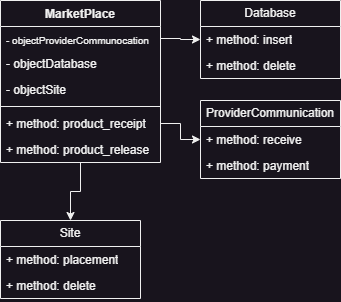 MarketPlace
- objectProviderCommunocation
- objectDatabase
- objectSite
+ method: product_receipt
+ method: product_release
Database
+ method: insert
+ method: delete
ProviderCommunication
+ method: receive
+ method: payment
Site
+ method: placement
+ method: delete